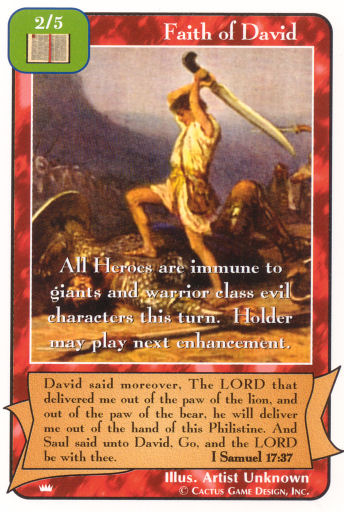 2/5
Faith of David
All Heroes are immune to
giants and warrior class evil
characters this turn. Holder
may play next enhancement.
David said moreover, The LORD that
delivered me out of the paw of the lion, and
out of the paw of the bear, he will deliver
me out of the hand of this Philistine. And
Saul said unto David, Go, and the LORD
be with thee. I Samuel 17:37
Illus. Artist Unknown
© CACTUS GAME DESIGN, INC.